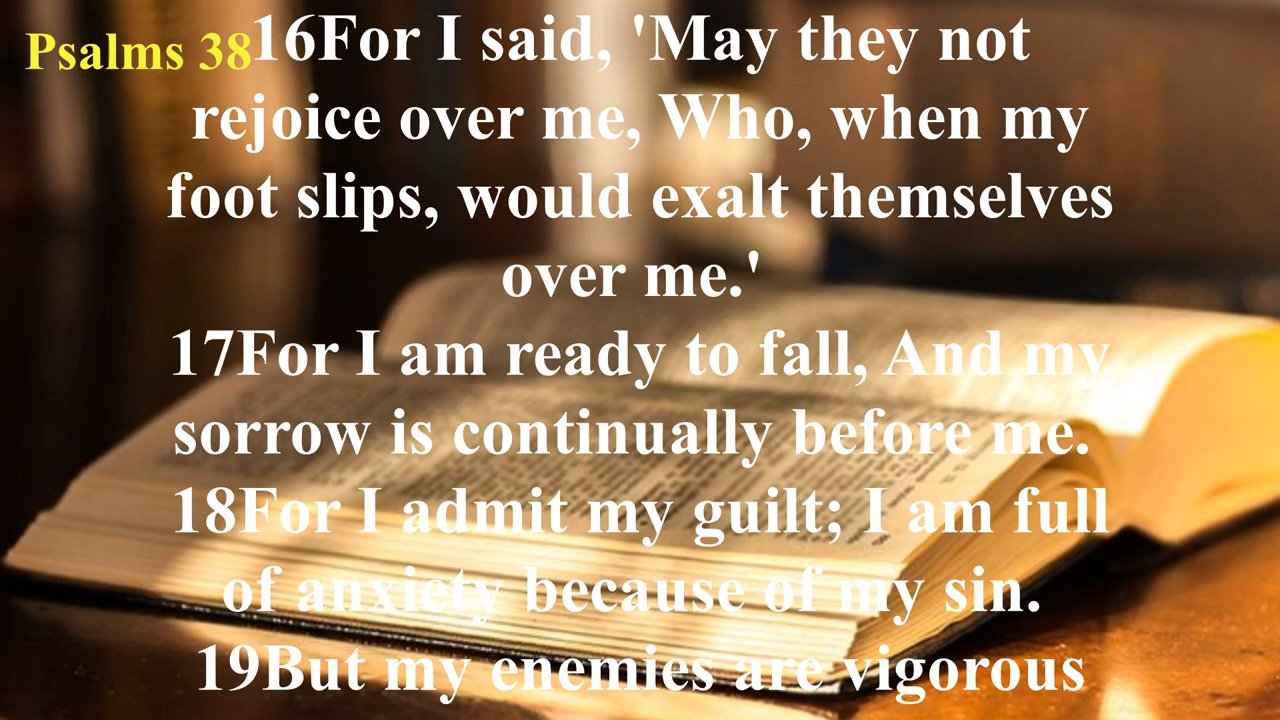 Psalms 38
16For I said, 'May they not
rejoice over me, Who, when my
foot slips, would exalt themselves
over me.'
17For I am ready to fall, And my
sorrow is continually before me.
18For I admit my guilt; I am full
of anxiety because of my sin.
19But my enemies are vigorous